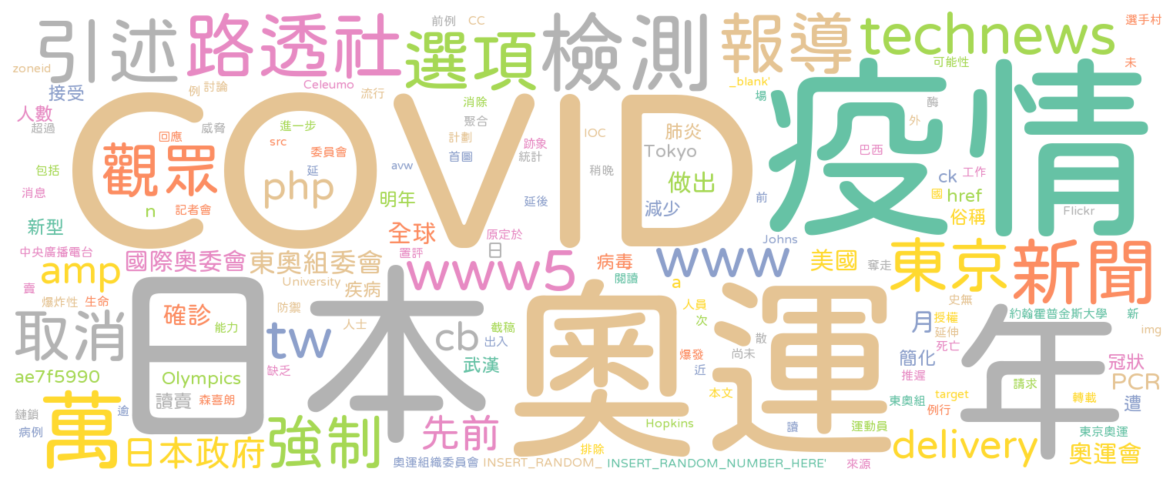 引述
路透社
選項
檢測
報導
technews
前例
CC
選手村
可能性
未
zoneid
接受
例
討論
Celeumo
流行
消除
_blank'
場
人數
超過
威脅
進一步
聚合
COVID
疫情
酶
外
回應
src
委員會
計劃
IOC
肺炎
跡象
統計
Tokyo
巴西
觀眾
包括
延
avw
首圖
稍晚
做出
ck
工作
消息
php
國
href
n
記者會
明年
延後
減少
前
Flickr
俗稱
新型
全球
原定於
日
Johns
中央廣播電台
置評
國際奧委會
東奧組委會
www5
病毒
閱讀
www
美國
奪走
東京
新聞
amp
University
疾病
a
賣
爆炸性
生命
防禦
人員
史無
取消
日本
確診
能力
人士
截稿
次
奧運
年
月
授權
延伸
約翰霍普金斯大學
新
img
tw
cb
出入
散
尚未
死亡
缺乏
武漢
爆發
近
簡化
推遲
冠狀
ae7f5990
Olympics
請求
PCR
讀賣
森喜朗
本文
東奧組
target
轉載
遭
鏈鎖
逾
例行
萬
病例
日本政府
強制
先前
Hopkins
讀
運動員
東京奧運
排除
delivery
奧運會
奧運組織委員會
INSERT_RANDOM_
INSERT_RANDOM_NUMBER_HERE'
來源